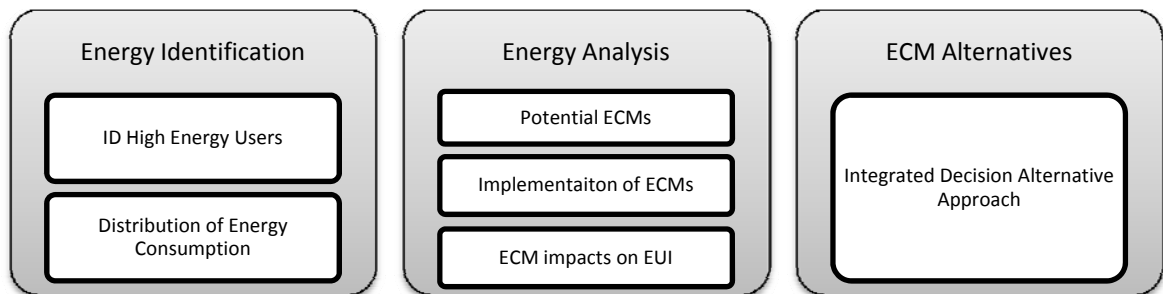 Energy Identification
ID High Energy Users
Distribution of Energy
Consumption
Energy Analysis
Potential ECMs
Implementaiton of ECMs
ECM impacts on EUI
ECM Alternatives
Integrated Decision Alternative
Approach